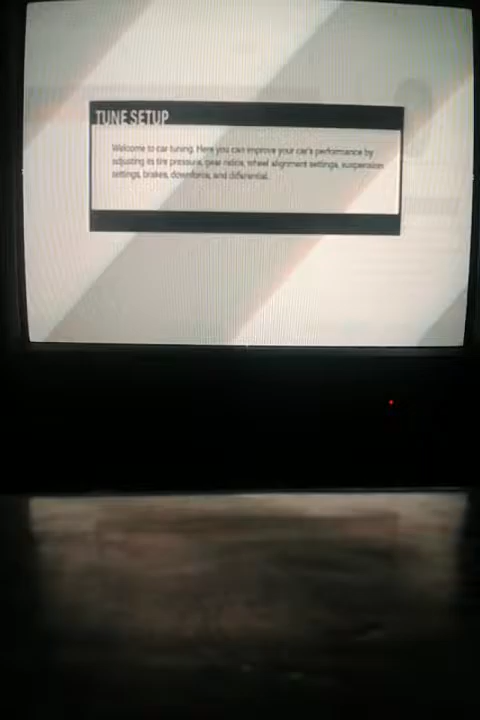 TUNE SETUP
Welcome to car tuning. Here you can improve your car's performance by
adjusting its tire pressure, gear ratios, wheel alignment settings, suspension
settings, brakes, downforce, and differential.